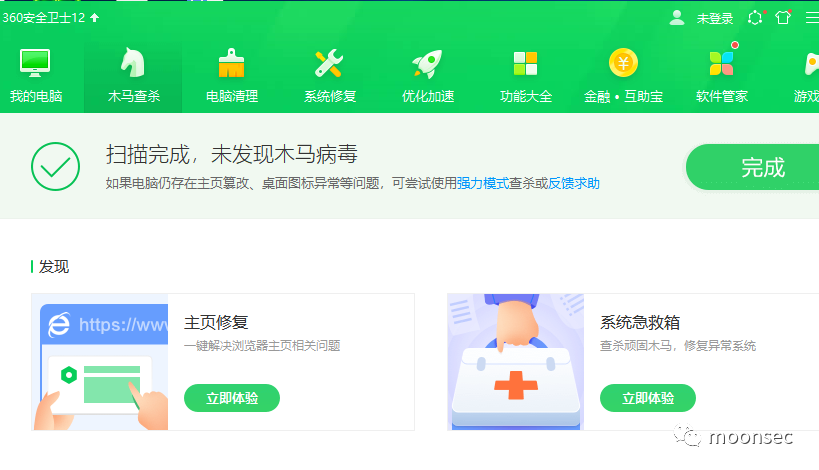 360安全卫士12
未登录
我的电脑 木马查杀 电脑清理 系统修复 优化加速 功能大全 金融·互助宝 软件管家 游戏
扫描完成，未发现木马病毒
如果电脑仍存在主页篡改、桌面图标异常等问题，可尝试使用强力模式查杀或反馈求助
完成
发现
https://www
主页修复
一键解决浏览器主页相关问题
立即体验
系统急救箱
查杀顽固木马，修复异常系统
立即体验
moonsec